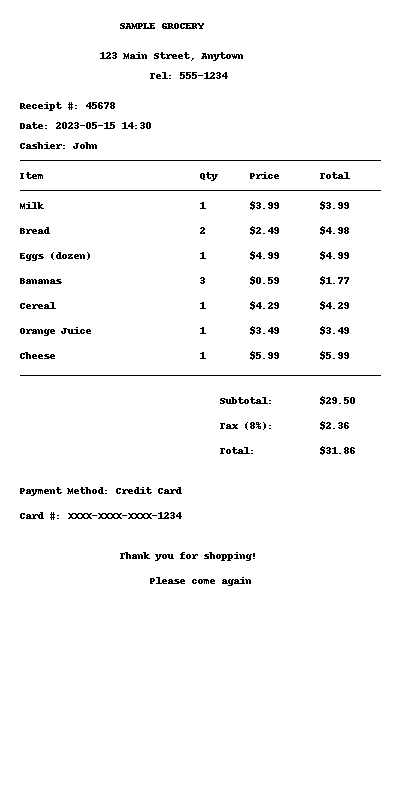 SAMPLE GROCERY
123 Main Street, Anytown
Tel: 555-1234
Receipt #: 45678
Date: 2023-05-15 14:30
Cashier: John
Item Qty Price Total
Milk 1 $3.99 $3.99
Bread 2 $2.49 $4.98
Eggs (dozen) 1 $4.99 $4.99
Bananas 3 $0.59 $1.77
Cereal 1 $4.29 $4.29
Orange Juice 1 $3.49 $3.49
Cheese 1 $5.99 $5.99
Subtotal: $29.50
Tax (8%): $2.36
Total: $31.86
Payment Method: Credit Card
Card #: XXXX-XXXX-XXXX-1234
Thank you for shopping!
Please come again